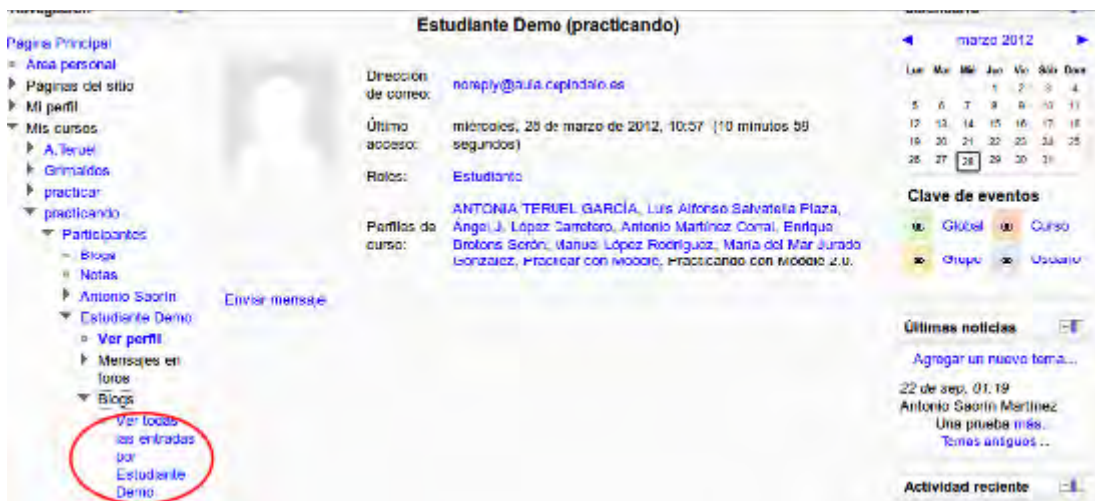 Estudiante Demo (practicando)
Página Principal
Area personal
Paginas del sitio
Mi perfil
Mis cursos
A.Teruel
Grimaldos
practicar
practicando
Participantes
Blogs
Notas
Antonio Saorin
Estudiante Demo
Ver perfil
Mensajes en
foros
Blogs
Ver todas
las entradas
por
Estudiante
Demo
Dirección
de correo:
noreply@aula.cepindalo.es
Último
acceso:
miércoles, 28 de marzo de 2012, 10:57 (10 minutos 59
segundos)
Roles:
Estudiante
Perfiles de
curso:
ANTONIA TERUEL GARCÍA, Luis Alfonso Salvatella Plaza,
Angel J. López Carretero, Antonio Martínez Corral, Enrique
Brotons Serón, Manuel López Rodríguez, María del Mar Jurado
González, Practicar con Moodle, Practicando con Moodle 2.0.
Enviar mensaje
marzo 2012
Lun Mar Mié Jue Vie Sáb Dom
1 2 3 4
5 6 7 8 9 10 11
12 13 14 15 16 17 18
19 20 21 22 23 24 25
26 27 28 29 30 31
Clave de eventos
Global
Curso
Grupo
Usuario
Últimas noticias
Agregar un nuevo tema...
22 de sep, 01:19
Antonio Saorín Martínez
Una prueba más...
Temas antiguos ...
Actividad reciente